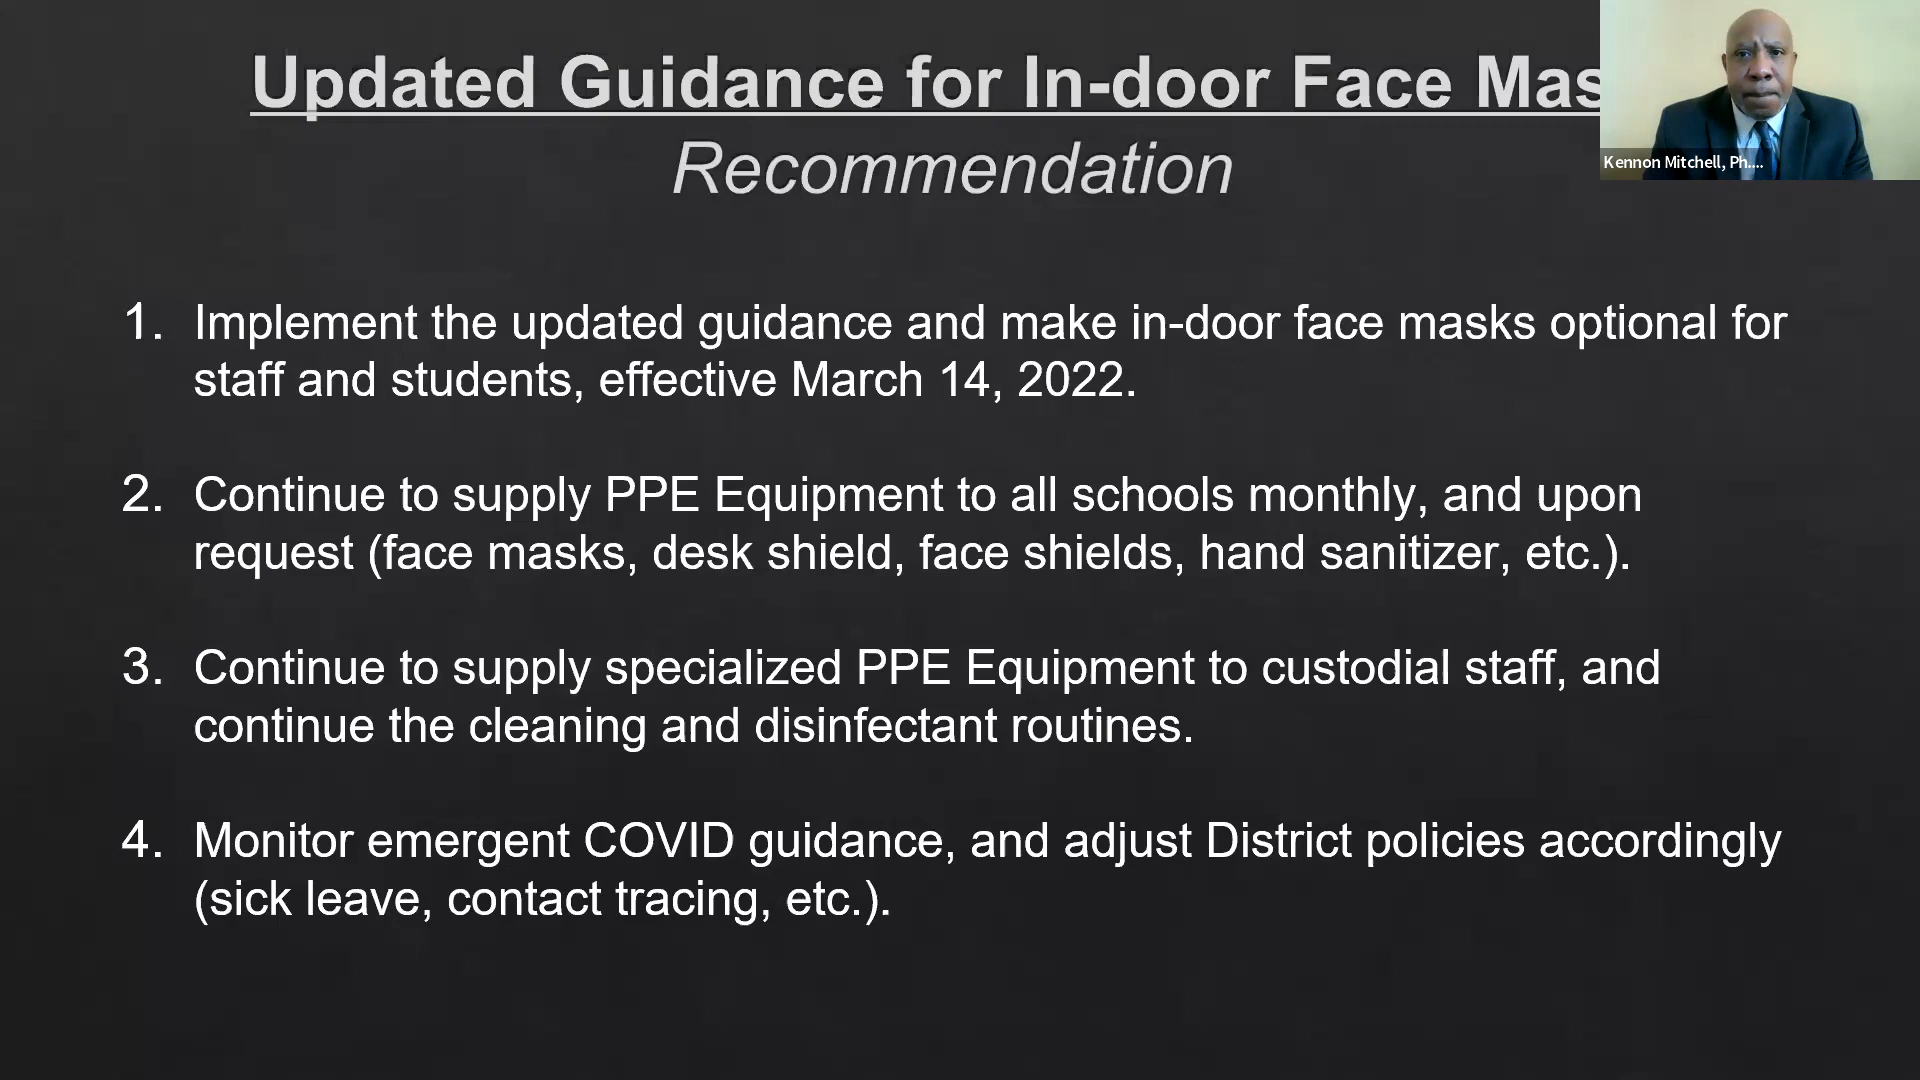 Updated Guidance for In-door Face
Recommendation
Kennon Mitchell, Ph....
1. Implement the updated guidance and make in-door face masks optional for
staff and students, effective March 14, 2022.
2. Continue to supply PPE Equipment to all schools monthly, and upon
request (face masks, desk shield, face shields, hand sanitizer, etc.).
3. Continue to supply specialized PPE Equipment to custodial staff, and
continue the cleaning and disinfectant routines.
4. Monitor emergent COVID guidance, and adjust District policies accordingly
(sick leave, contact tracing, etc.).